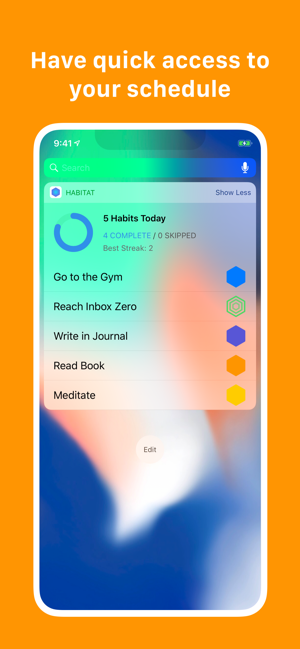 Have quick access to
your schedule
9:41
Search
HABITAT
Show Less
5 Habits Today
4 COMPLETE / 0 SKIPPED
Best Streak: 2
Go to the Gym
Reach Inbox Zero
Write in Journal
Read Book
Meditate
Edit